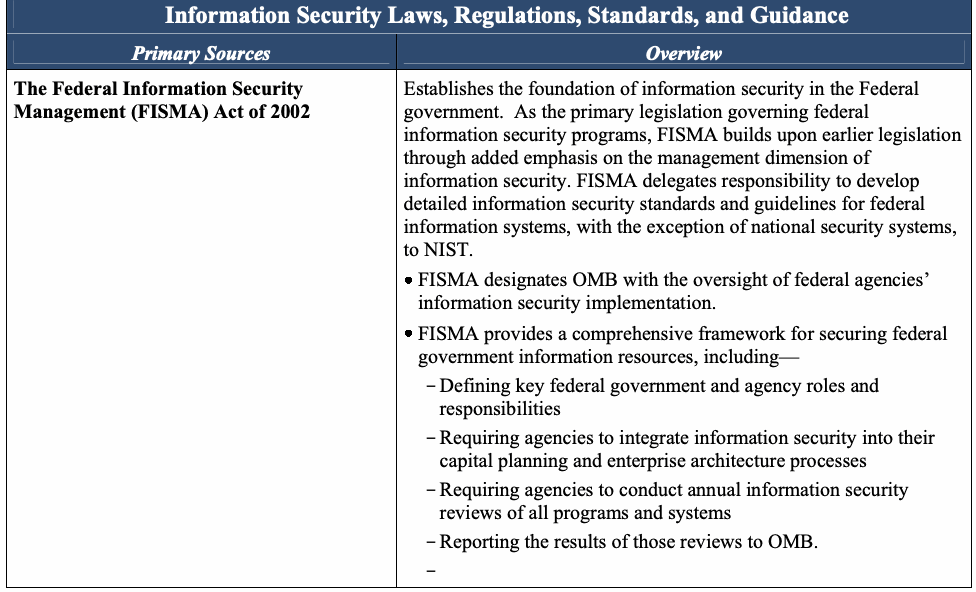 Information Security Laws, Regulations, Standards, and Guidance
Primary Sources
Overview
The Federal Information Security
Management (FISMA) Act of 2002
Establishes the foundation of information security in the Federal
government.  As the primary legislation governing federal
information security programs, FISMA builds upon earlier legislation
through added emphasis on the management dimension of
information security. FISMA delegates responsibility to develop
detailed information security standards and guidelines for federal
information systems, with the exception of national security systems,
to NIST.
• FISMA designates OMB with the oversight of federal agencies’
information security implementation.
• FISMA provides a comprehensive framework for securing federal
government information resources, including—
– Defining key federal government and agency roles and
responsibilities
– Requiring agencies to integrate information security into their
capital planning and enterprise architecture processes
– Requiring agencies to conduct annual information security
reviews of all programs and systems
– Reporting the results of those reviews to OMB.
–